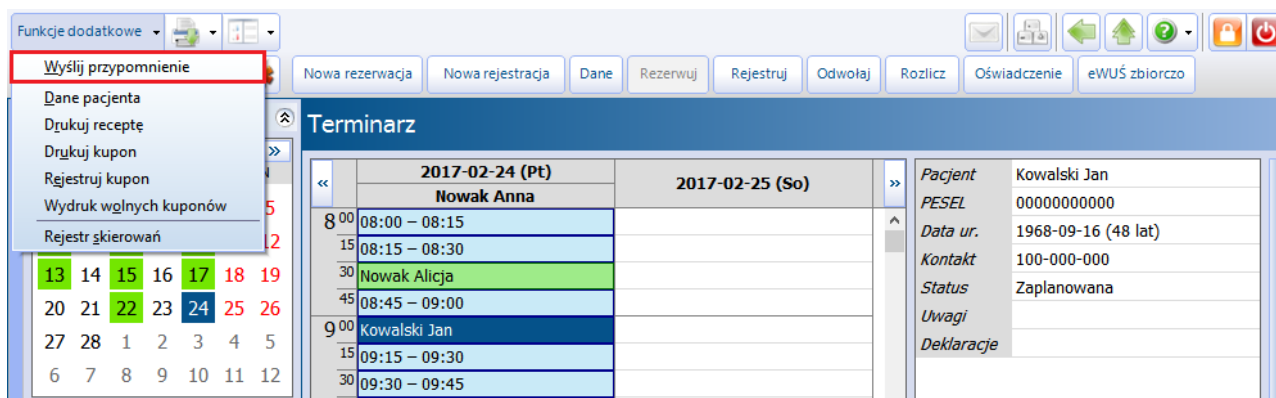 Funkcje dodatkowe
Wyślij przypomnienie
Dane pacjenta
Drukuj receptę
Drukuj kupon
Rejestruj kupon
Wydruk wolnych kuponów
Rejestr skierowań
Nowa rezerwacja Nowa rejestracja Dane Rezerwuj Rejestruj Odwołaj Rozlicz Oświadczenie eWUŚ zbiorczo
5
12
13 14 15 16 17 18 19
20 21 22 23 24 25 26
27 28 1 2 3 4 5
6 7 8 9 10 11 12
Terminarz
2017-02-24 (Pt) 2017-02-25 (So)
Nowak Anna
8 00 08:00 – 08:15
15 08:15 – 08:30
30 Nowak Alicja
45 08:45 – 09:00
9 00 Kowalski Jan
15 09:15 – 09:30
30 09:30 – 09:45
Pacjent Kowalski Jan
PESEL 00000000000
Data ur. 1968-09-16 (48 lat)
Kontakt 100-000-000
Status Zaplanowana
Uwagi
Deklaracje